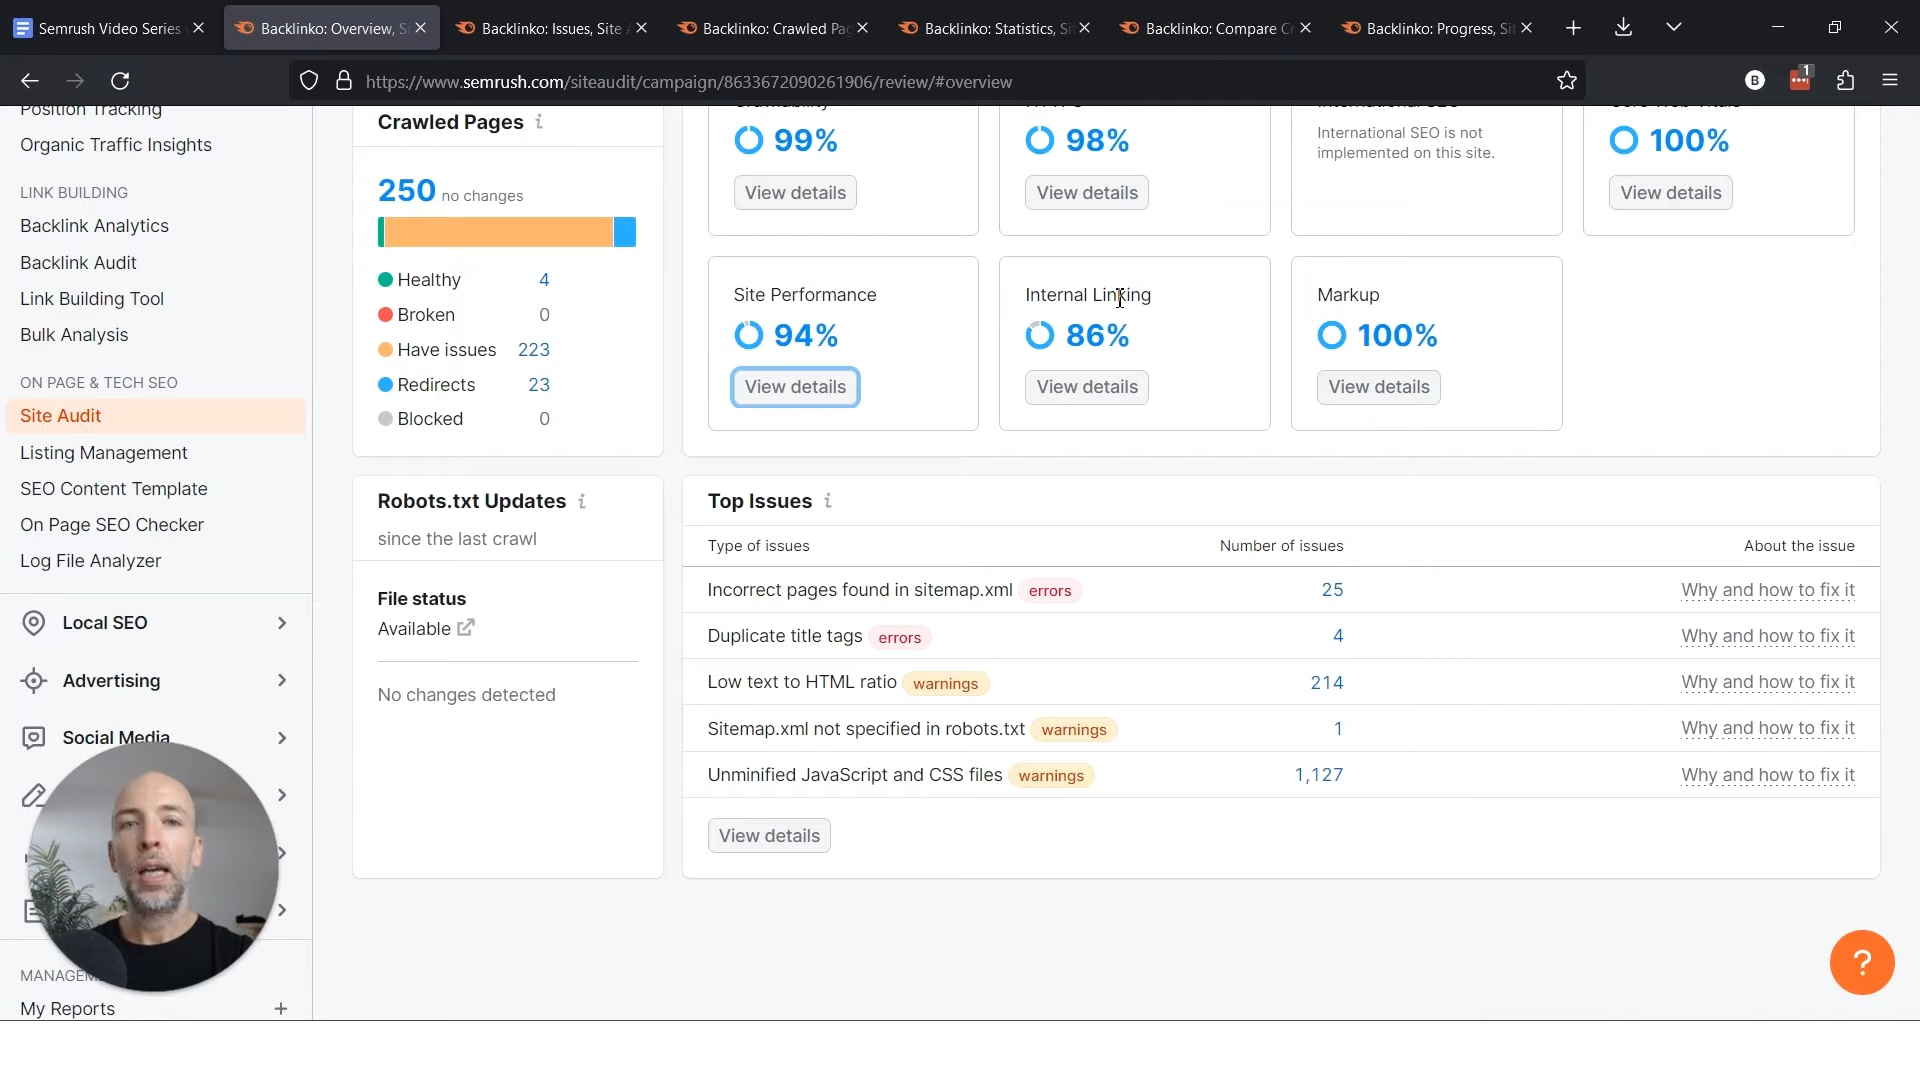 Semrush Video Series
Backlinko: Overview, S
Backlinko: Issues, Site
Backlinko: Crawled Pag
Backlinko: Statistics, Si
Backlinko: Compare Cr
Backlinko: Progress, Sit
https://www.semrush.com/siteaudit/campaign/8633672090261906/review/#overview
B
1
Position Tracking
Organic Traffic Insights
LINK BUILDING
Backlink Analytics
Backlink Audit
Link Building Tool
Bulk Analysis
ON PAGE & TECH SEO
Site Audit
Listing Management
SEO Content Template
On Page SEO Checker
Log File Analyzer
Local SEO
Advertising
Social Media
MANAGEM
My Reports +
Crawled Pages i
250 no changes
Healthy 4
Broken 0
Have issues 223
Redirects 23
Blocked 0
Robots.txt Updates i
since the last crawl
File status
Available
No changes detected
99%
View details
98%
View details
International SEO is not
implemented on this site.
100%
View details
Site Performance
94%
View details
Internal Linking
86%
View details
Markup
100%
View details
Top Issues i
Type of issues Number of issues About the issue
Incorrect pages found in sitemap.xml errors 25 Why and how to fix it
Duplicate title tags errors 4 Why and how to fix it
Low text to HTML ratio warnings 214 Why and how to fix it
Sitemap.xml not specified in robots.txt warnings 1 Why and how to fix it
Unminified JavaScript and CSS files warnings 1,127 Why and how to fix it
View details
?